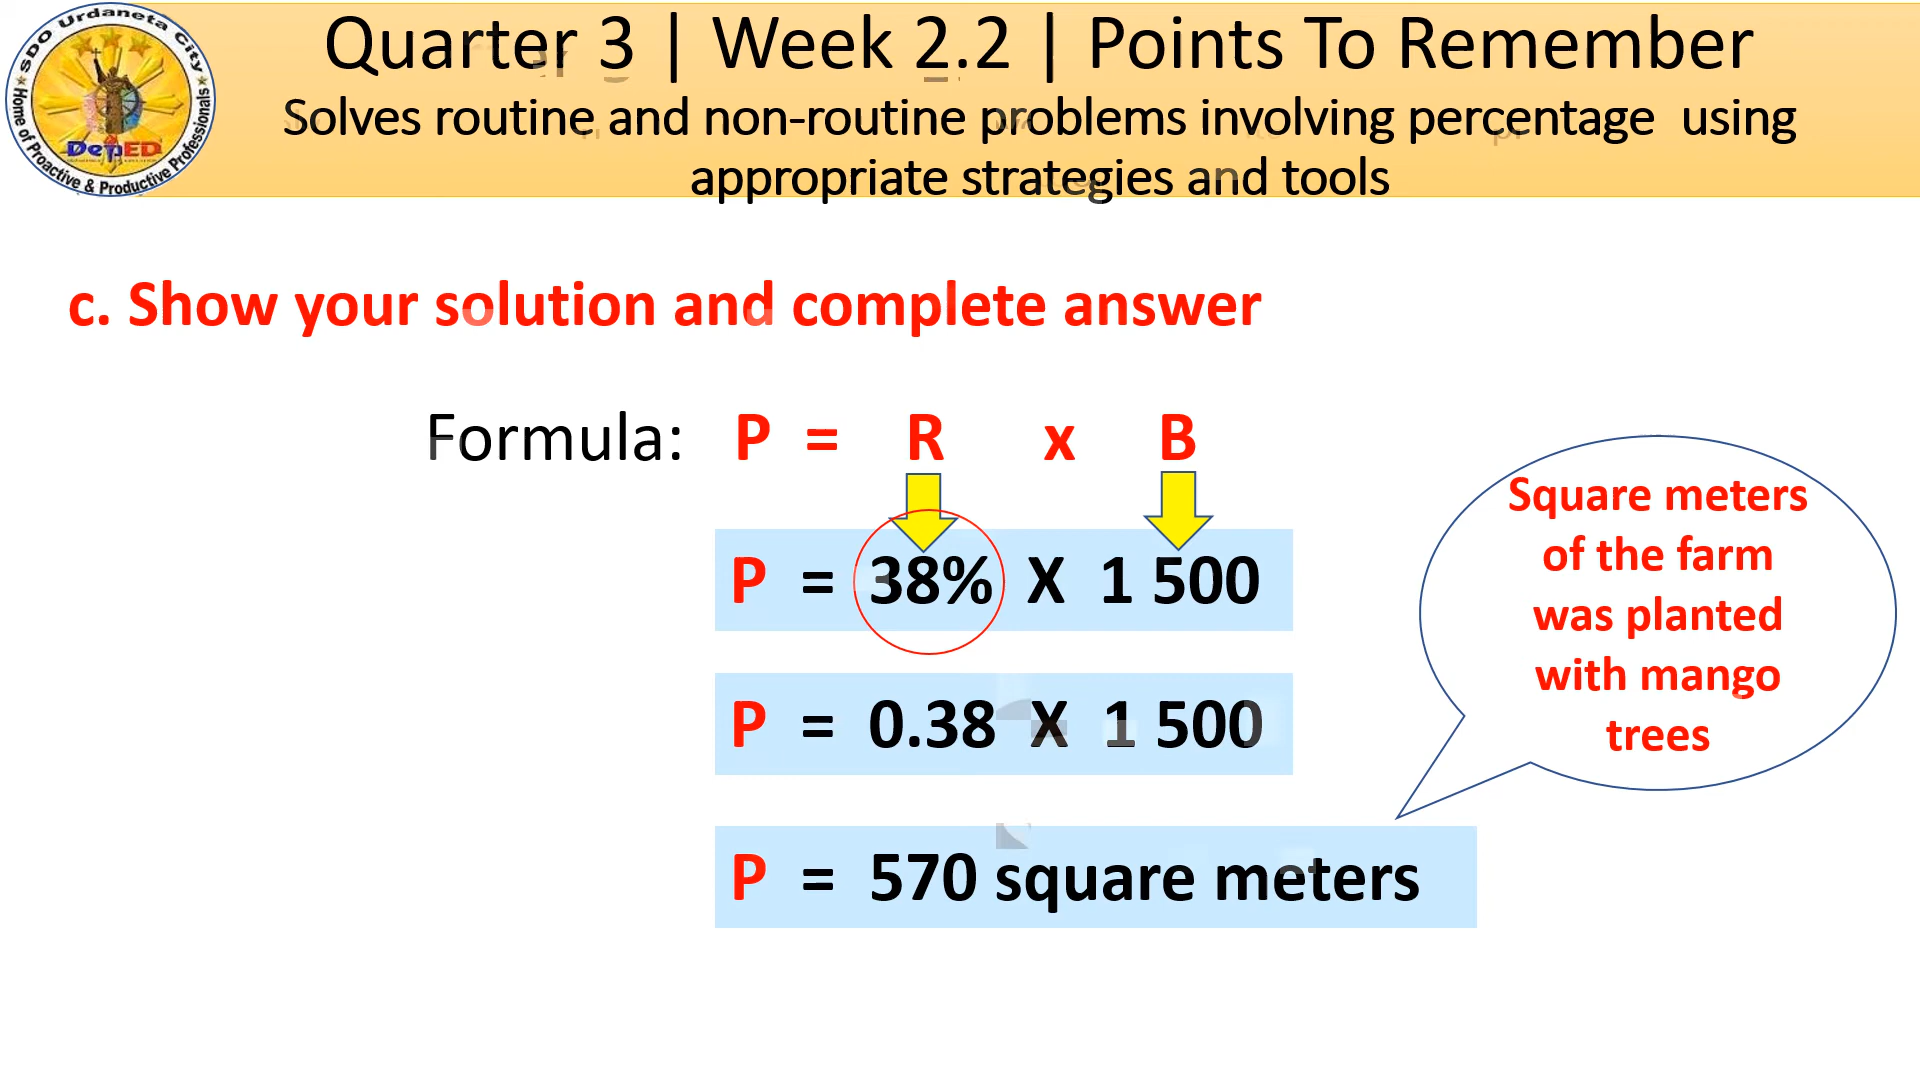 Quarter 3 | Week 2.2 | Points To Remember
Solves routine and non-routine problems involving percentage using
appropriate strategies and tools
SDO Urdaneta City
Home of Proactive & Productive Professionals
DepED
c. Show your solution and complete answer
Formula: P = R x B
P = 38% X 1 500
P = 0.38 X 1 500
P = 570 square meters
Square meters
of the farm
was planted
with mango
trees